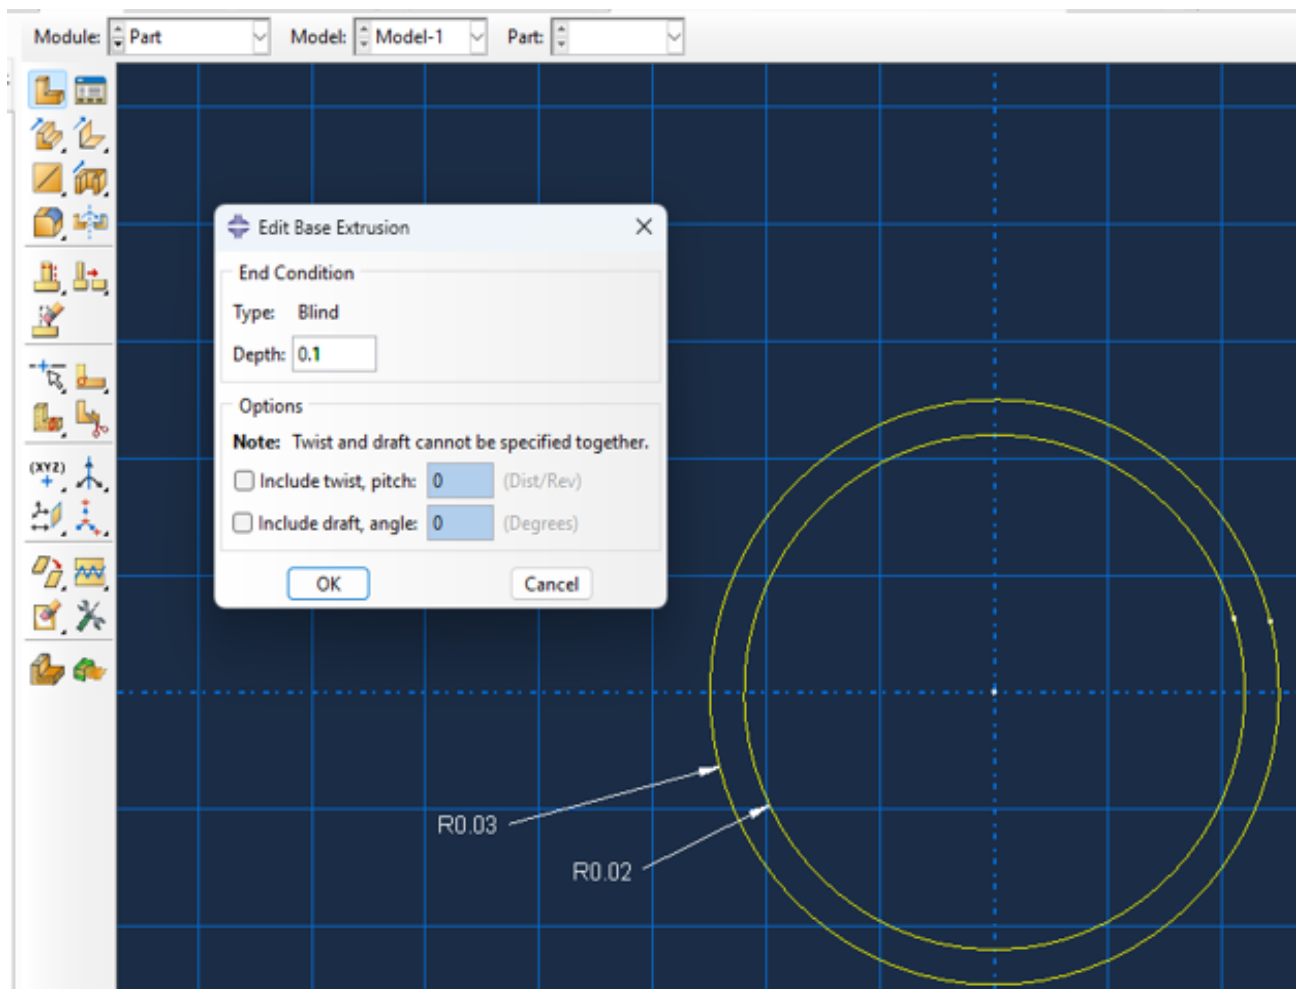 Module: Part Model: Model-1 Part:
Edit Base Extrusion
End Condition
Type: Blind
Depth: 0.1
Options
Note: Twist and draft cannot be specified together.
Include twist, pitch: 0 (Dist/Rev)
Include draft, angle: 0 (Degrees)
OK Cancel
(XYZ)
R0.03
R0.02